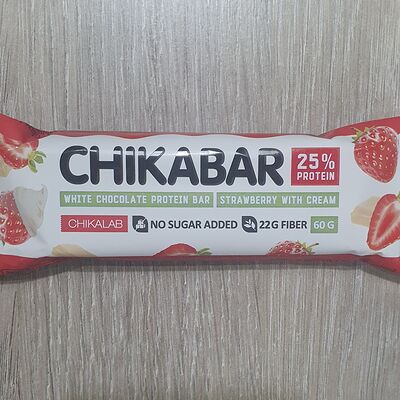 CHIKABAR
25%
PROTEIN
WHITE CHOCOLATE PROTEIN BAR STRAWBERRY WITH CREAM
CHIKALAB NO SUGAR ADDED 22G FIBER 60 G